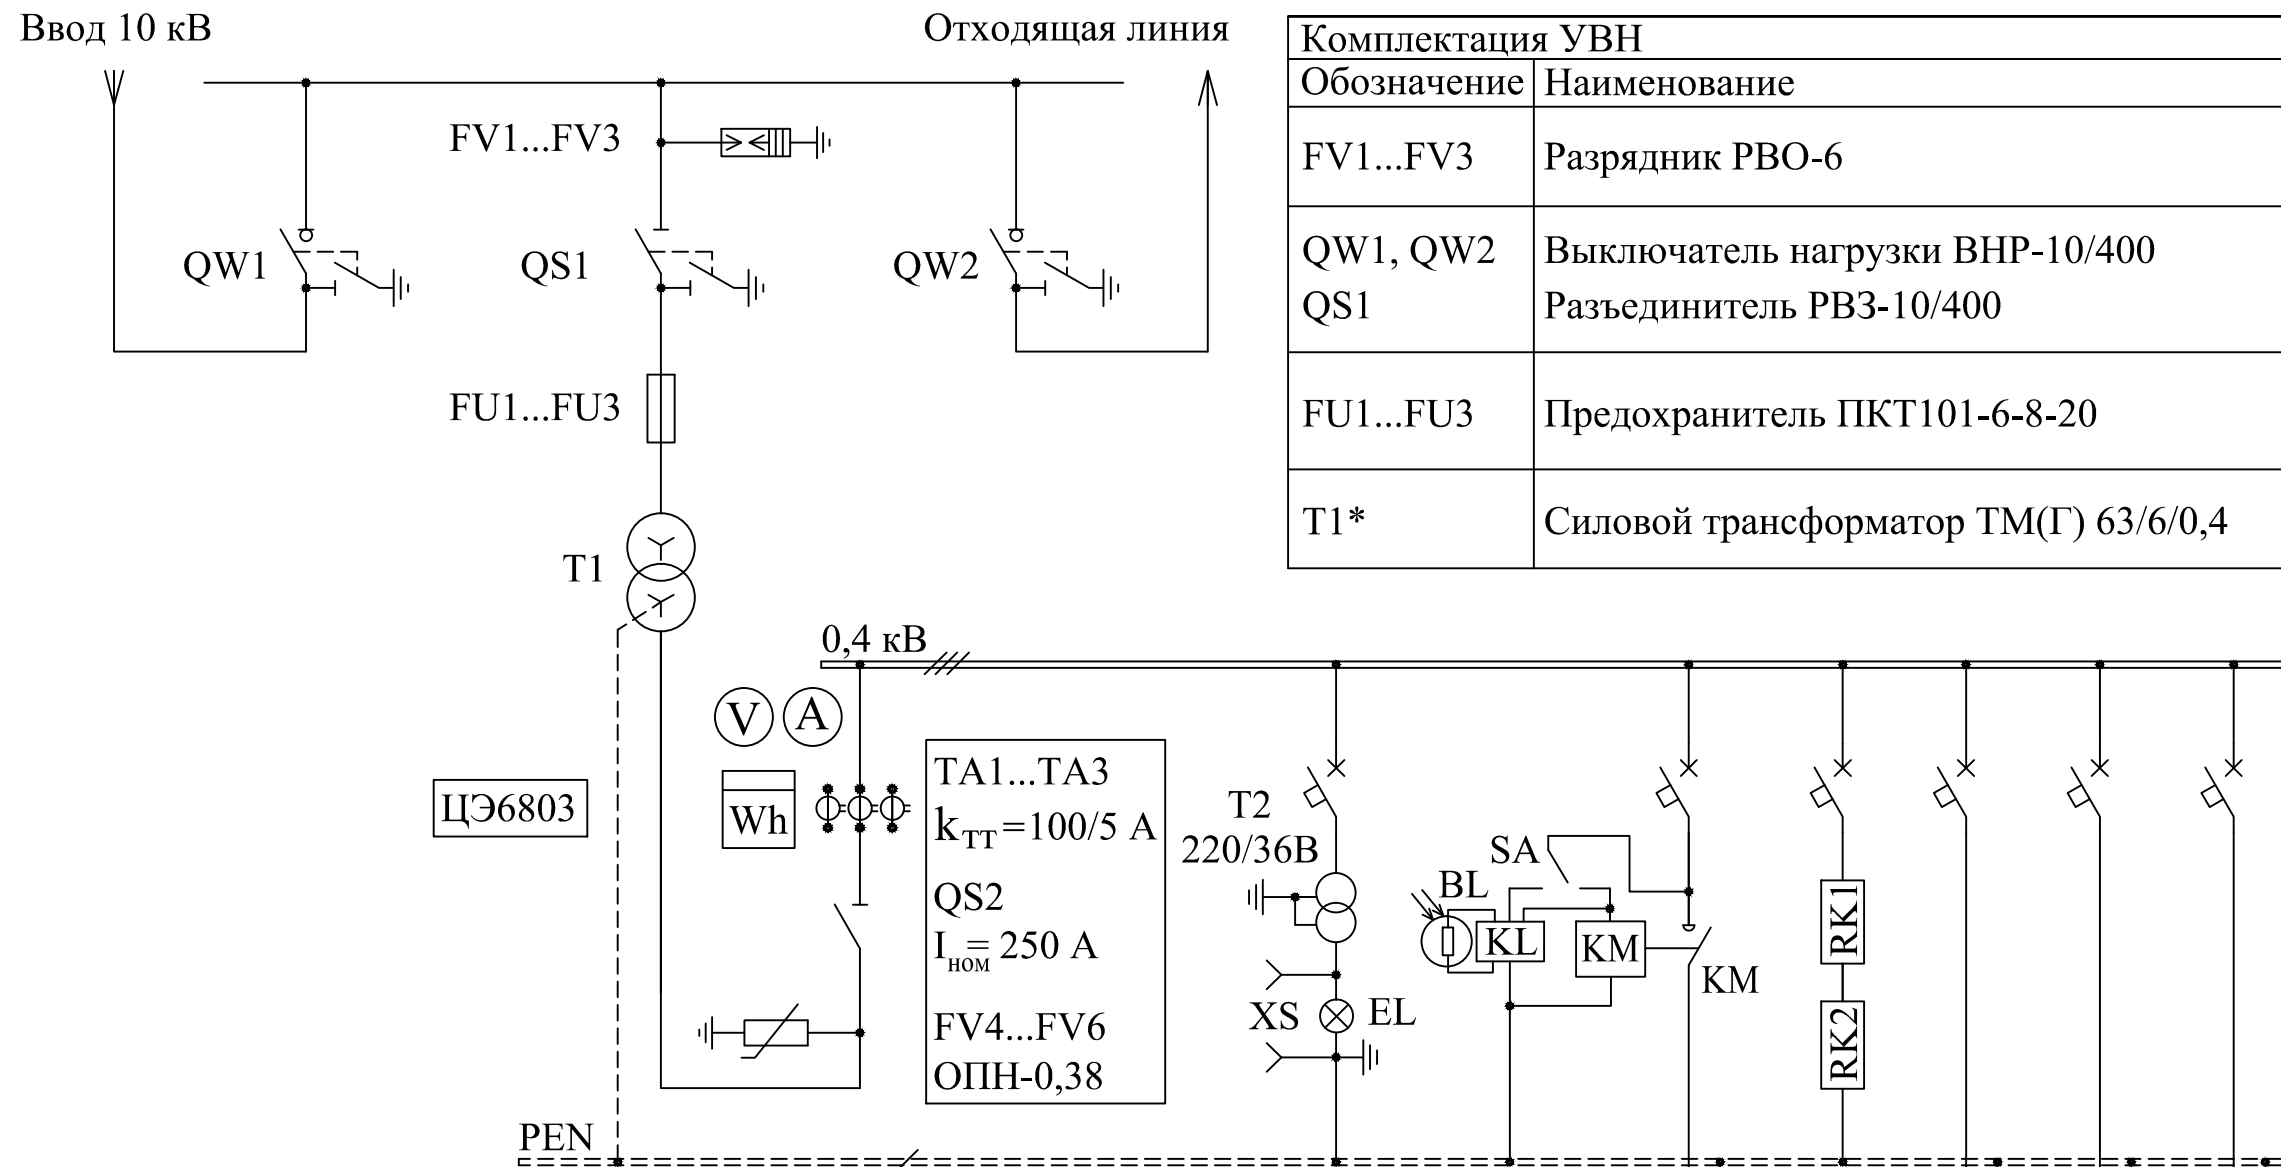 Ввод 10 кВ
Отходящая линия
Комплектация УВН
Обозначение Наименование
FV1...FV3 Разрядник РВО-6
QW1, QW2 Выключатель нагрузки ВНР-10/400
QS1 Разъединитель РВЗ-10/400
FU1...FU3 Предохранитель ПКТ101-6-8-20
T1* Силовой трансформатор ТМ(Г) 63/6/0,4
FV1...FV3
QW1
QS1
QW2
FU1...FU3
T1
0,4 кВ
V
A
ЦЭ6803
Wh
TA1...TA3
kТТ=100/5 А
QS2
Iном= 250 А
FV4...FV6
ОПН-0,38
T2
220/36В
XS
EL
SA
BL
KL
KM
KM
RK1
RK2
PEN